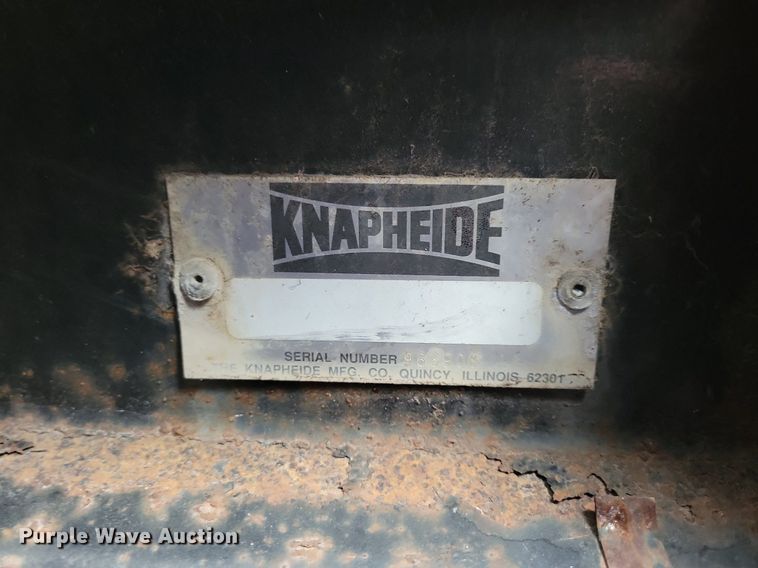 KNAPHEIDE
SERIAL NUMBER
THE KNAPHEIDE MFG. CO. QUINCY, ILLINOIS 62301
Purple Wave Auction